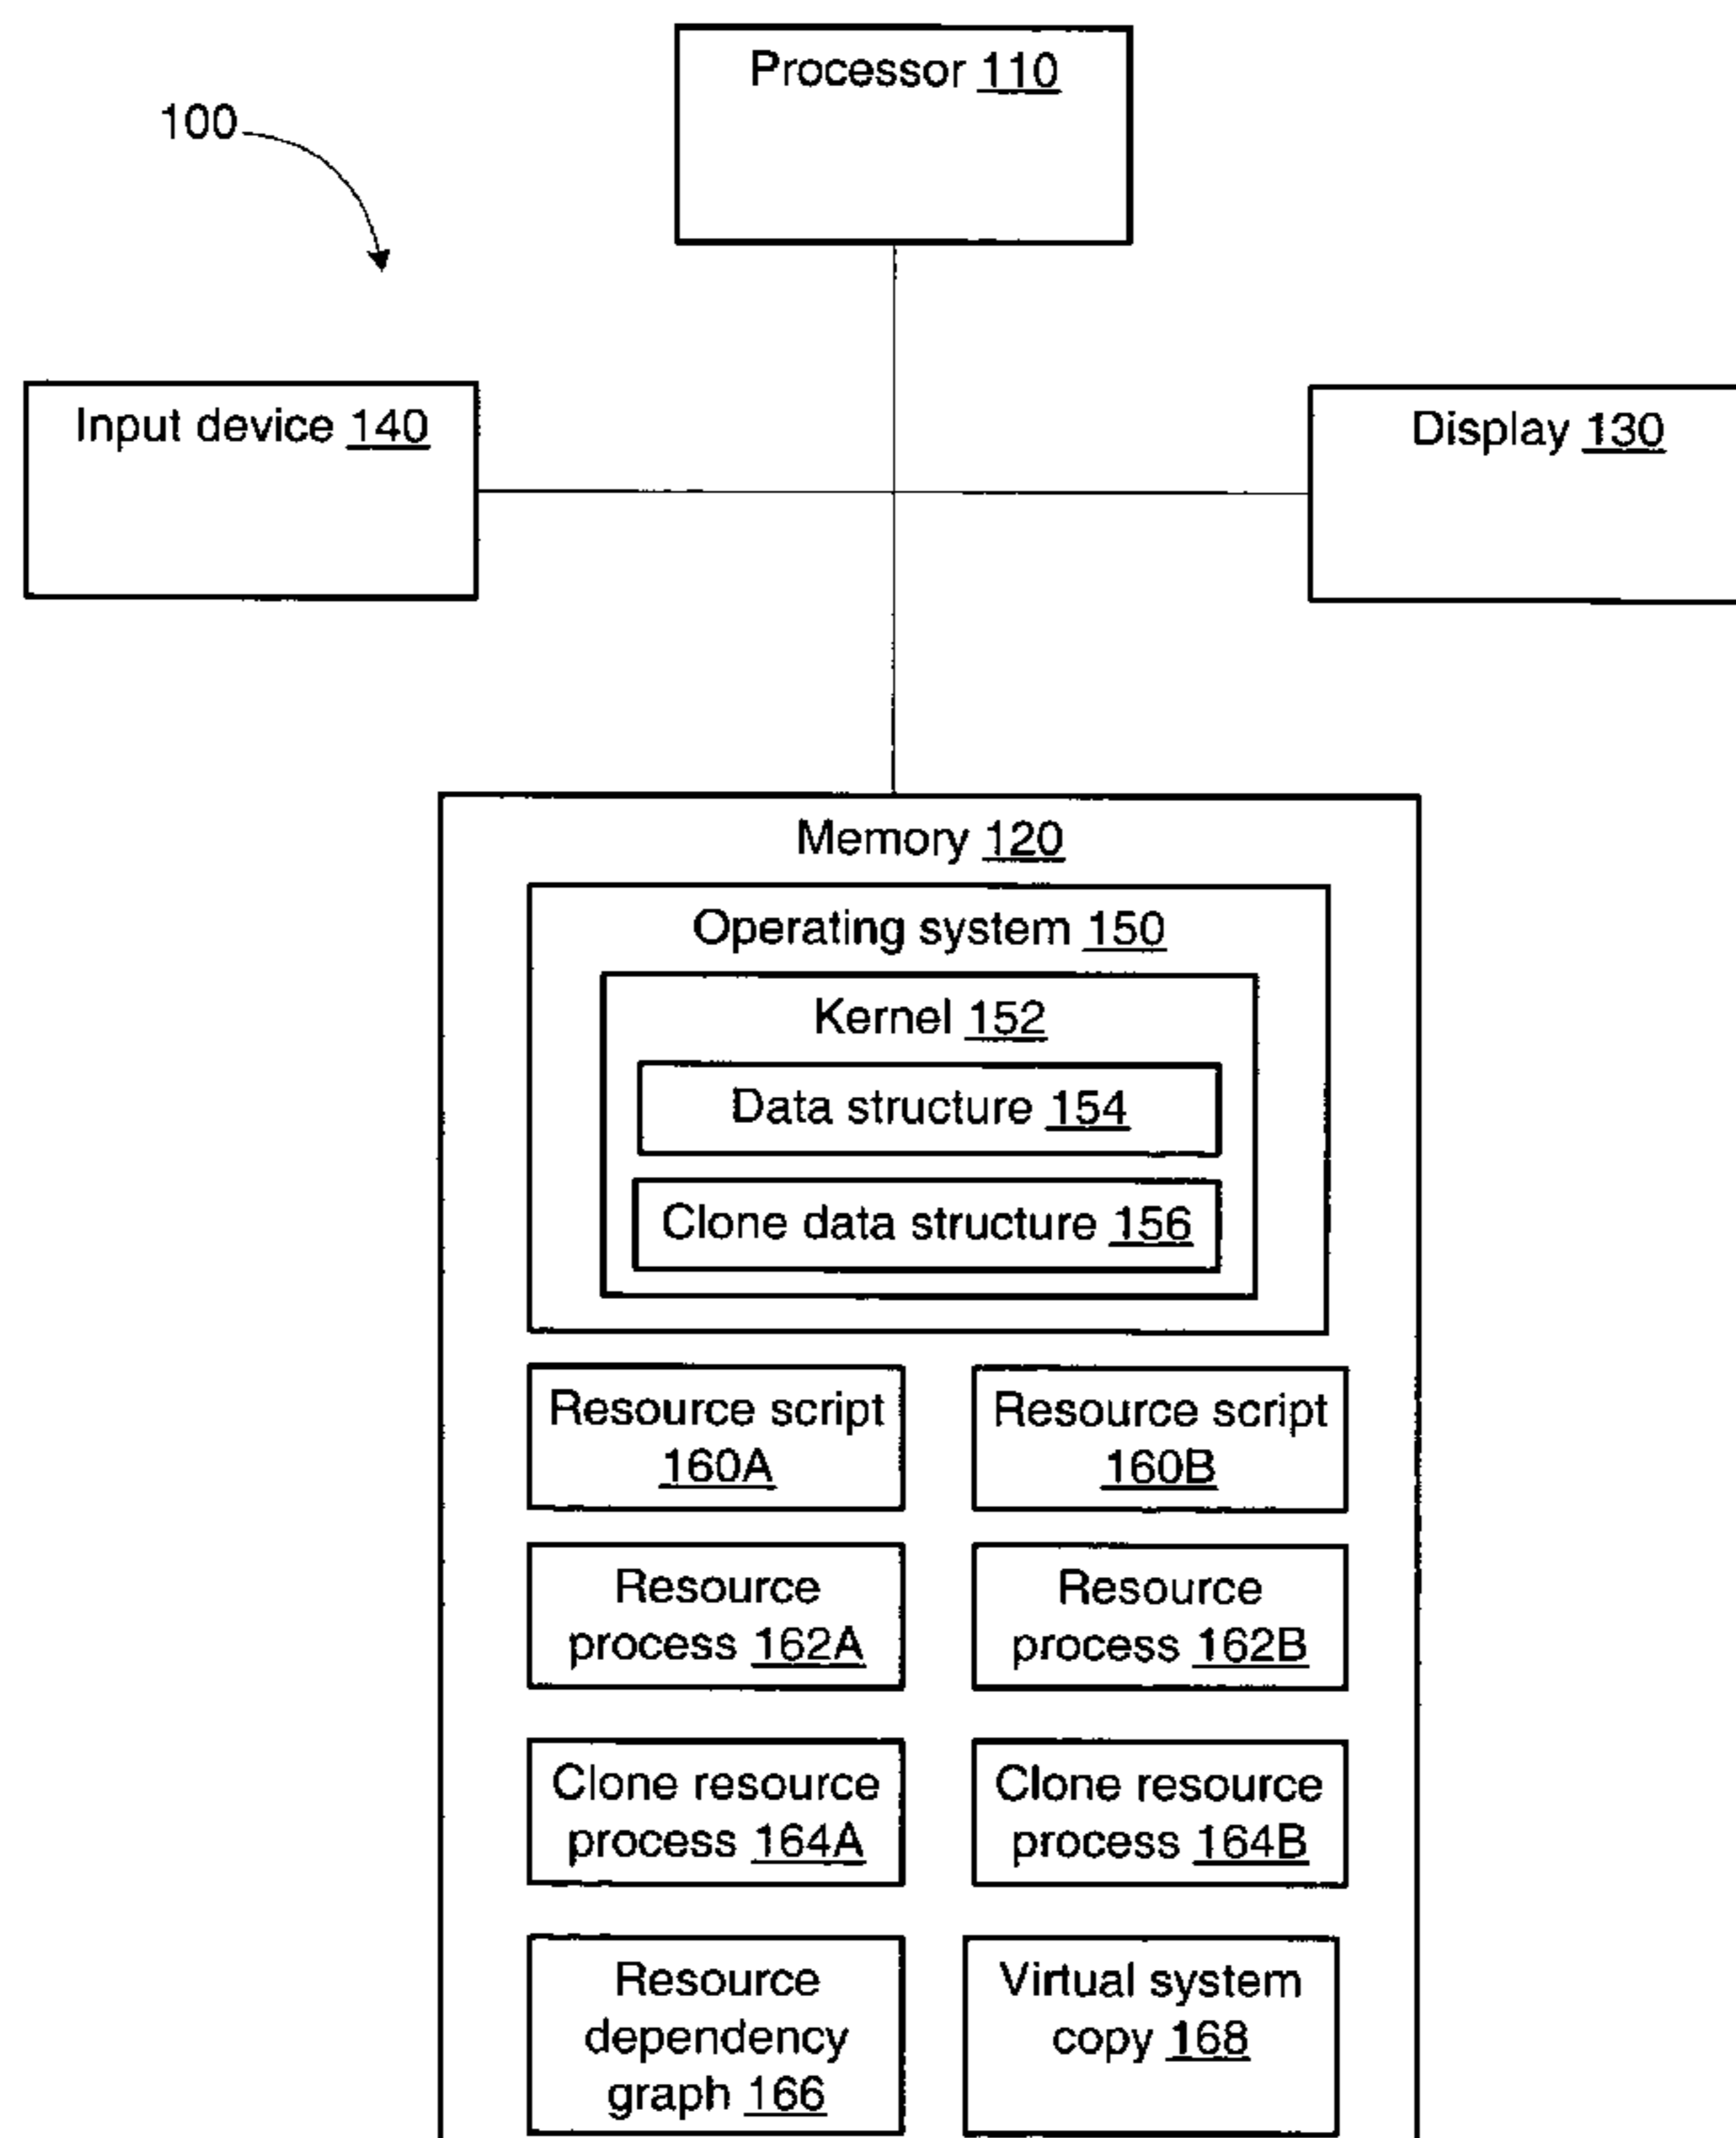 Processor 110
100
Input device 140
Display 130
Memory 120
Operating system 150
Kernel 152
Data structure 154
Clone data structure 156
Resource script
160A
Resource script
160B
Resource
process 162A
Resource
process 162B
Clone resource
process 164A
Clone resource
process 164B
Resource
dependency
graph 166
Virtual system
copy 168